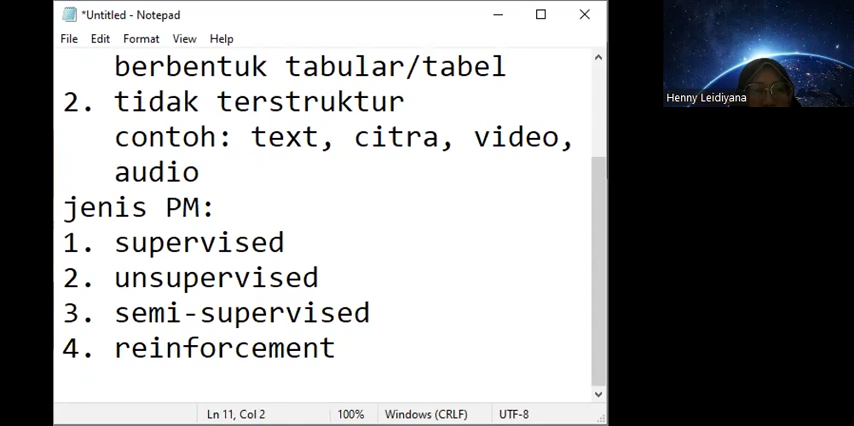 *Untitled - Notepad
File Edit Format View Help
berbentuk tabular/tabel
2. tidak terstruktur
contoh: text, citra, video,
audio
jenis PM:
1. supervised
2. unsupervised
3. semi-supervised
4. reinforcement
Ln 11, Col 2 100% Windows (CRLF) UTF-8
Henny Leidiyana